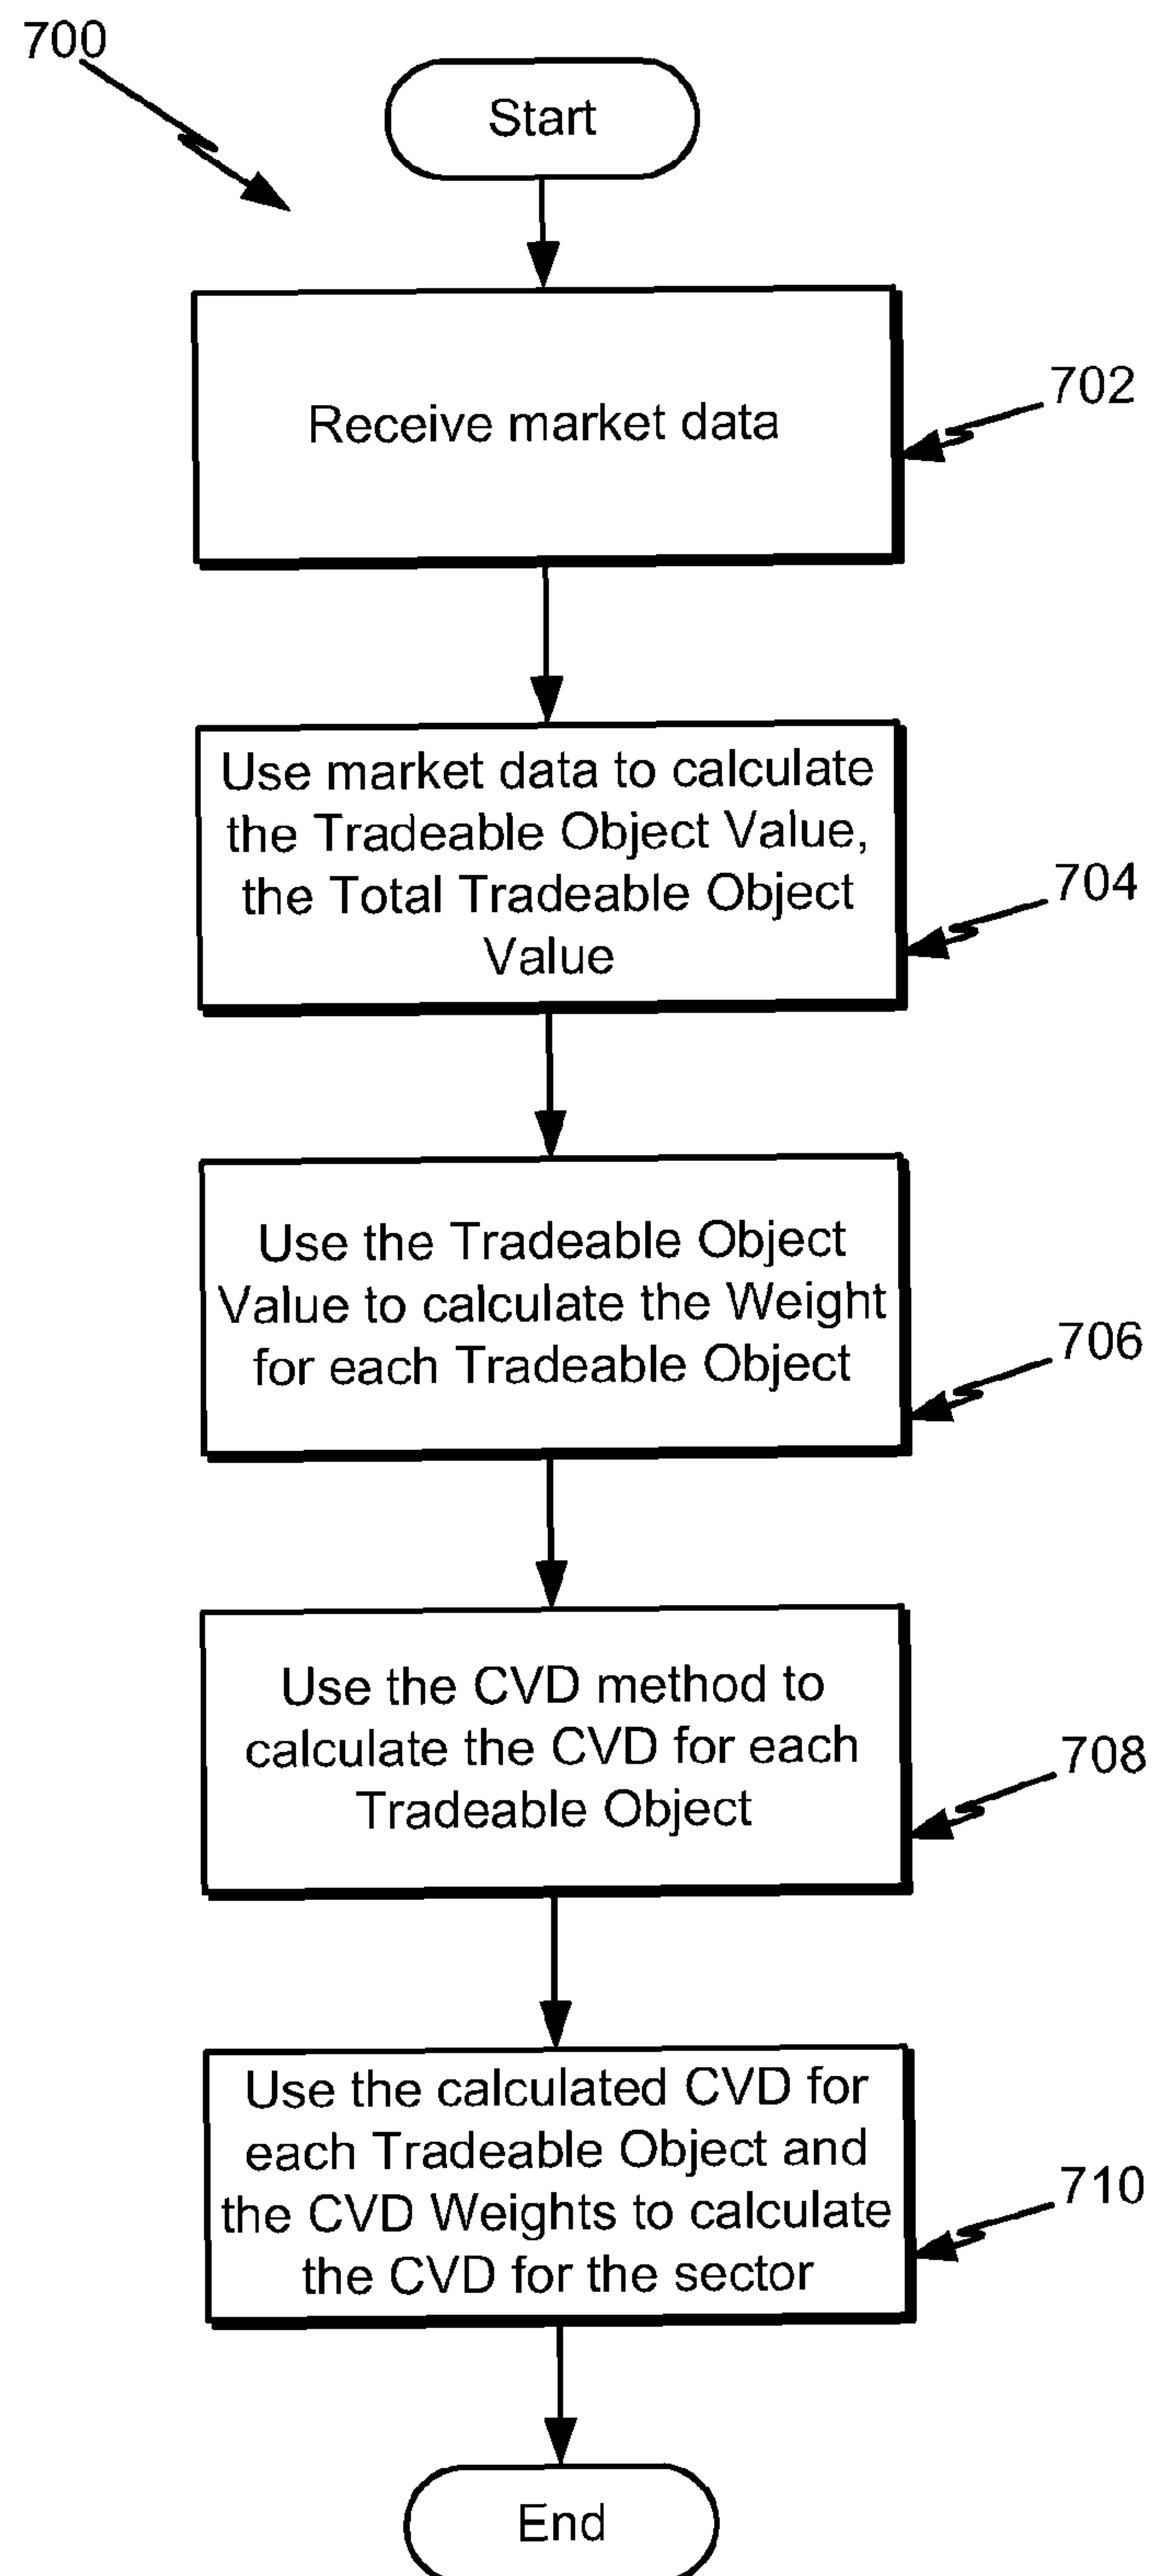 700
Start
Receive market data
702
Use market data to calculate
the Tradeable Object Value,
the Total Tradeable Object
Value
704
Use the Tradeable Object
Value to calculate the Weight
for each Tradeable Object
706
Use the CVD method to
calculate the CVD for each
Tradeable Object
708
Use the calculated CVD for
each Tradeable Object and
the CVD Weights to calculate
the CVD for the sector
710
End